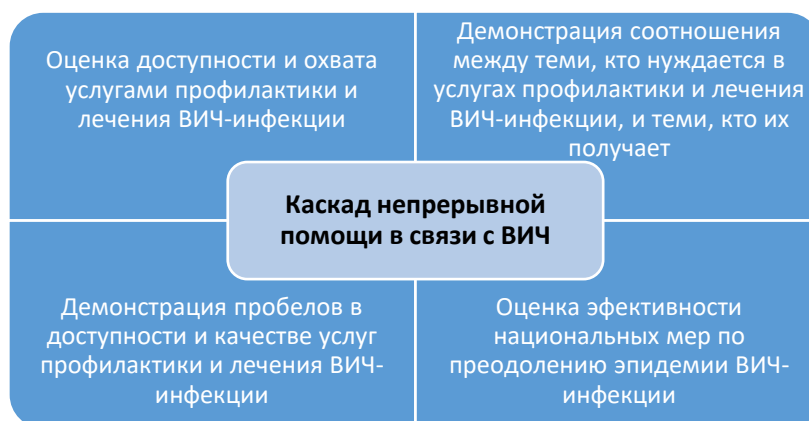 Оценка доступности и охвата
услугами профилактики и
лечения ВИЧ-инфекции
Демонстрация соотношения
между теми, кто нуждается в
услугах профилактики и лечения
ВИЧ-инфекции, и теми, кто их
получает
Каскад непрерывной
помощи в связи с ВИЧ
Демонстрация пробелов в
доступности и качестве услуг
профилактики и лечения ВИЧ-
инфекции
Оценка эфективности
национальных мер по
преодолению эпидемии ВИЧ-
инфекции